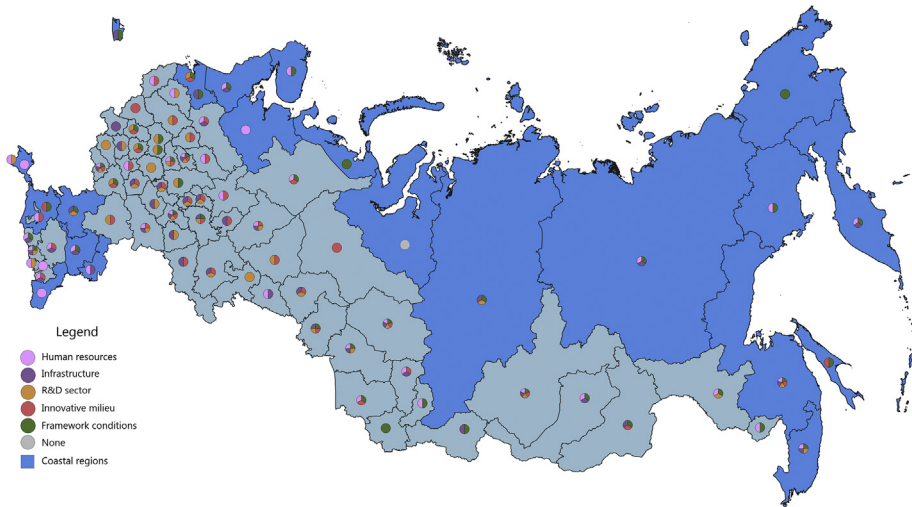 Legend
Human resources
Infrastructure
R&D sector
Innovative milieu
Framework conditions
None
Coastal regions